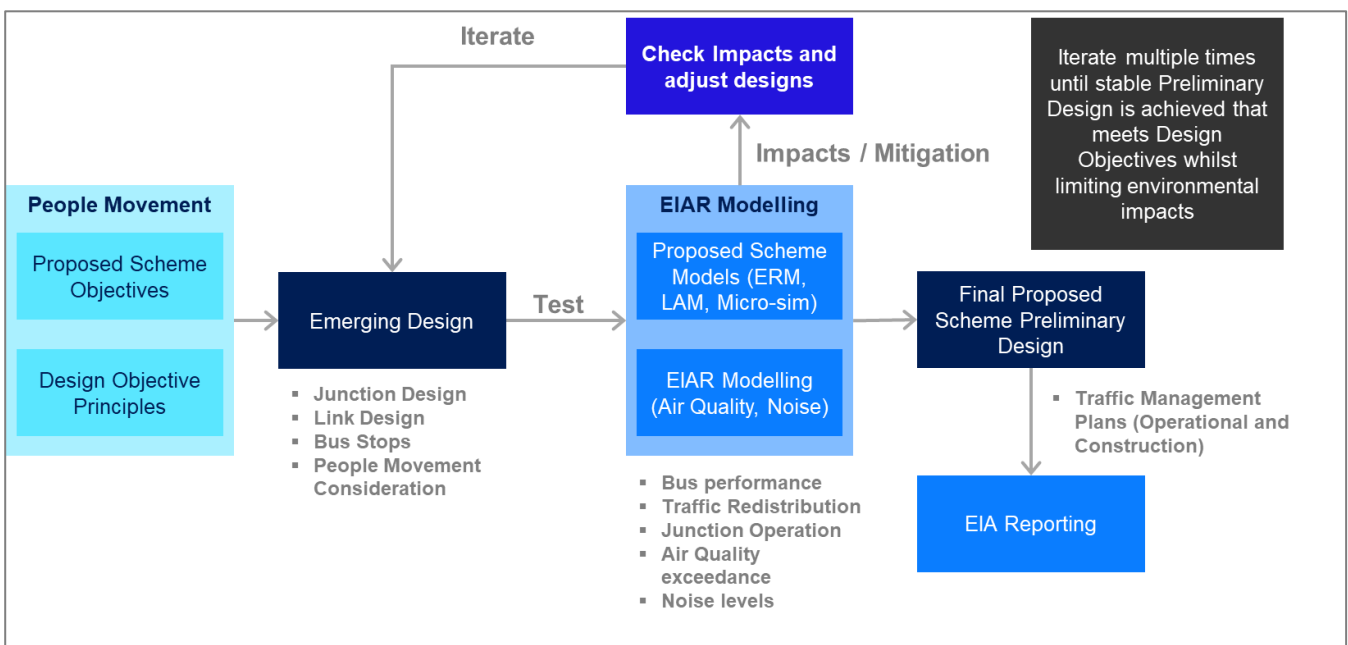 Iterate
Check Impacts and
adjust designs
Iterate multiple times
until stable Preliminary
Design is achieved that
meets Design
Objectives whilst
limiting environmental
impacts
Impacts / Mitigation
People Movement
Proposed Scheme
Objectives
Design Objective
Principles
Emerging Design
▪ Junction Design
▪ Link Design
▪ Bus Stops
▪ People Movement
Consideration
Test
EIAR Modelling
Proposed Scheme
Models (ERM,
LAM, Micro-sim)
EIAR Modelling
(Air Quality, Noise)
▪ Bus performance
▪ Traffic Redistribution
▪ Junction Operation
▪ Air Quality
exceedance
▪ Noise levels
Final Proposed
Scheme Preliminary
Design
▪ Traffic Management
Plans (Operational and
Construction)
EIA Reporting